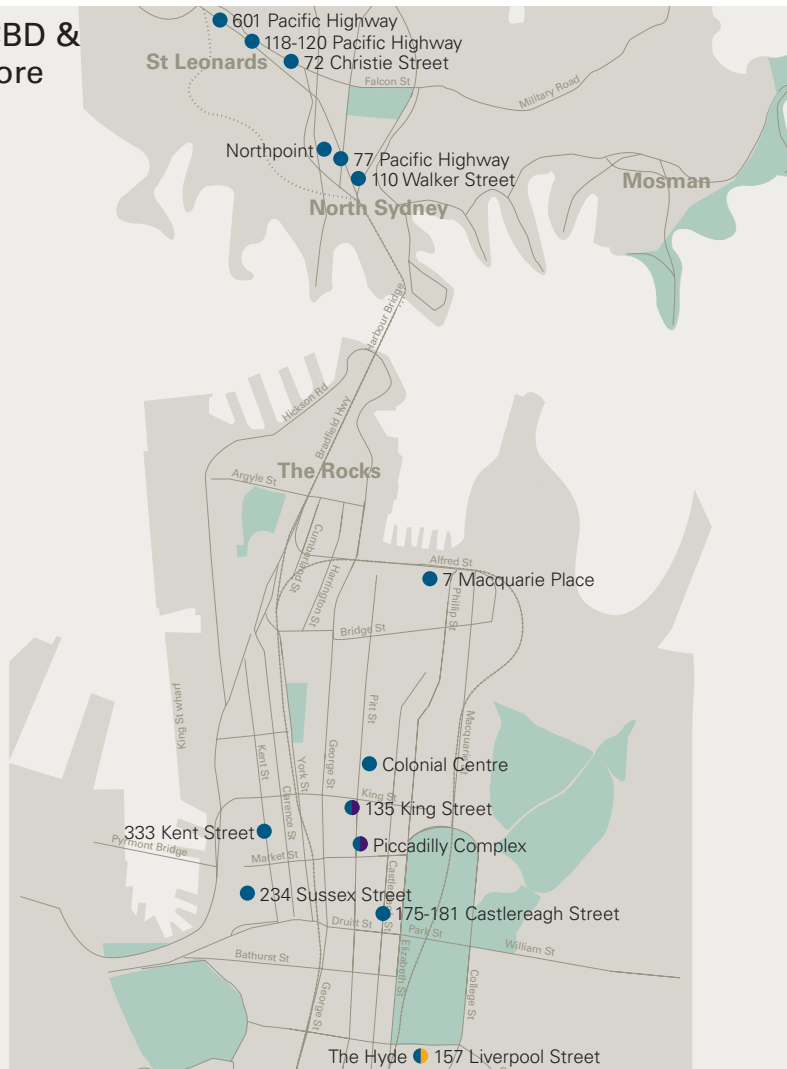 CBD &
ore
601 Pacific Highway
118-120 Pacific Highway
St Leonards
72 Christie Street
Falcon St
Military Road
Northpoint
77 Pacific Highway
110 Walker Street
Mosman
North Sydney
Harbour Bridge
Hickson Rd
Bradfield Hwy
The Rocks
Argyle St
Cumberland St
Harrington St
Alfred St
7 Macquarie Place
Phillip St
Bridge St
King St wharf
Pitt St
Macquarie St
Kent St
York St
George St
Colonial Centre
Clarence St
King St
135 King Street
333 Kent Street
Pyrmont Bridge
Piccadilly Complex
Market St
234 Sussex Street
175-181 Castlereagh Street
Druitt St
Park St
William St
Elizabeth St
Bathurst St
George St
College St
The Hyde
157 Liverpool Street